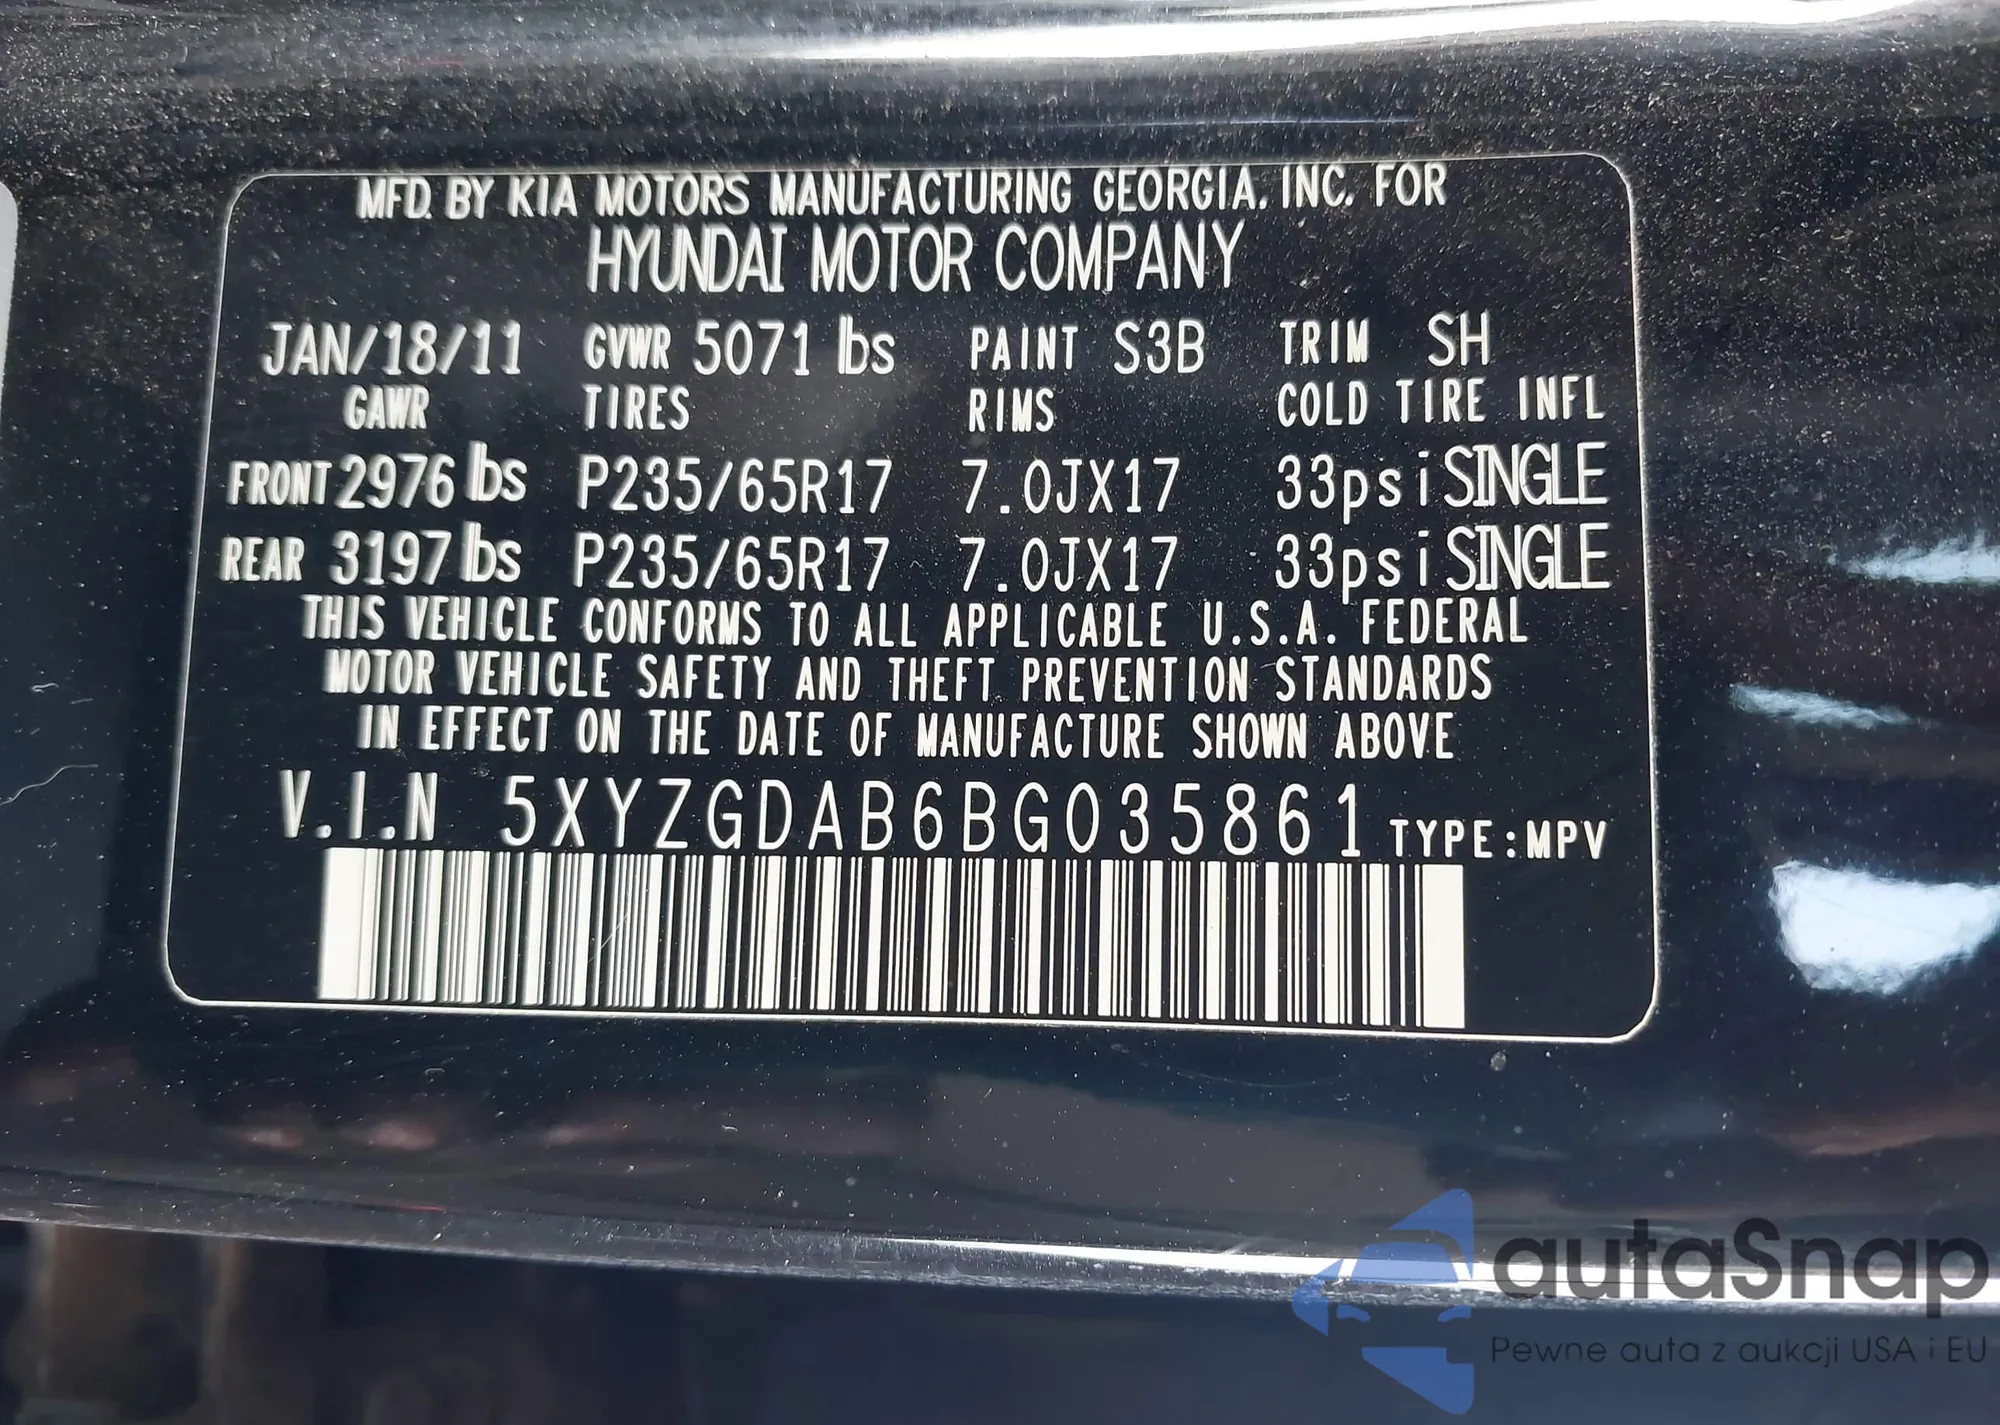 MFD. BY KIA MOTORS MANUFACTURING GEORGIA. INC. FOR
HYUNDAI MOTOR COMPANY
JAN/18/11 GVWR 5071 lbs PAINT S3B TRIM SH
GAWR TIRES RIMS COLD TIRE INFL
FRONT 2976 lbs P235/65R17 7.0JX17 33psi SINGLE
REAR 3197 lbs P235/65R17 7.0JX17 33psi SINGLE
THIS VEHICLE CONFORMS TO ALL APPLICABLE U.S.A. FEDERAL
MOTOR VEHICLE SAFETY AND THEFT PREVENTION STANDARDS
IN EFFECT ON THE DATE OF MANUFACTURE SHOWN ABOVE
V.I.N 5XYZGDAB6BG035861 TYPE:MPV
autaSnap
Pewne auta z aukcji USA i EU